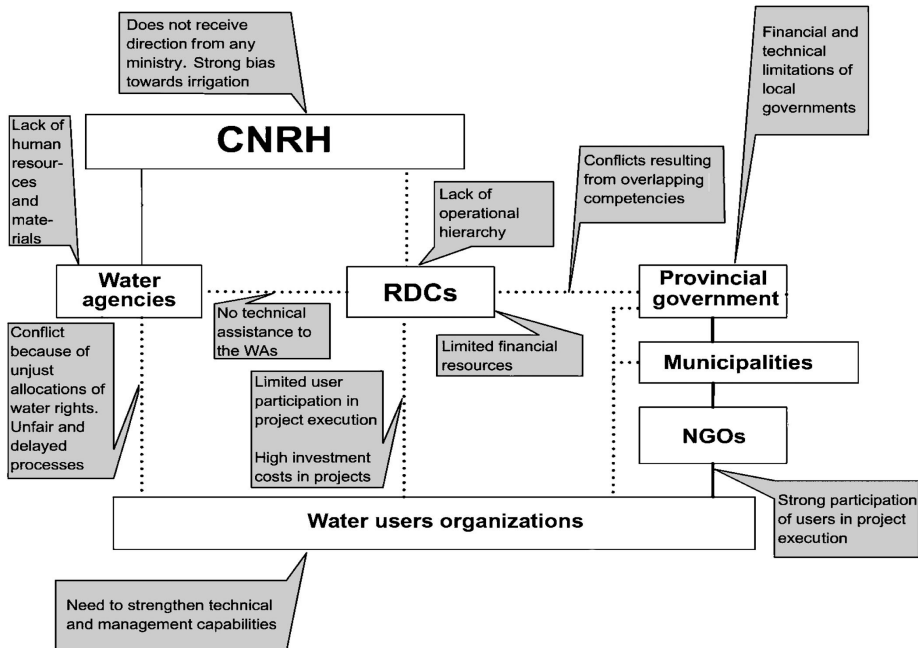 Does not receive
direction from any
ministry. Strong bias
towards irrigation
Financial and
technical
limitations of
local
governments
CNRH
Lack of
human
resour-
ces
and
mate-
rials
Conflicts resulting
from overlapping
competencies
Lack of
operational
hierarchy
Water
agencies
RDCs
Provincial
government
No technical
assistance to
the WAs
Limited financial
resources
Conflict
because of
unjust
allocations of
water rights.
Unfair and
delayed
processes
Municipalities
Limited user
participation in
project execution
High investment
costs in projects
NGOs
Strong participation
of users in project
execution
Water users organizations
Need to strengthen technical
and management capabilities